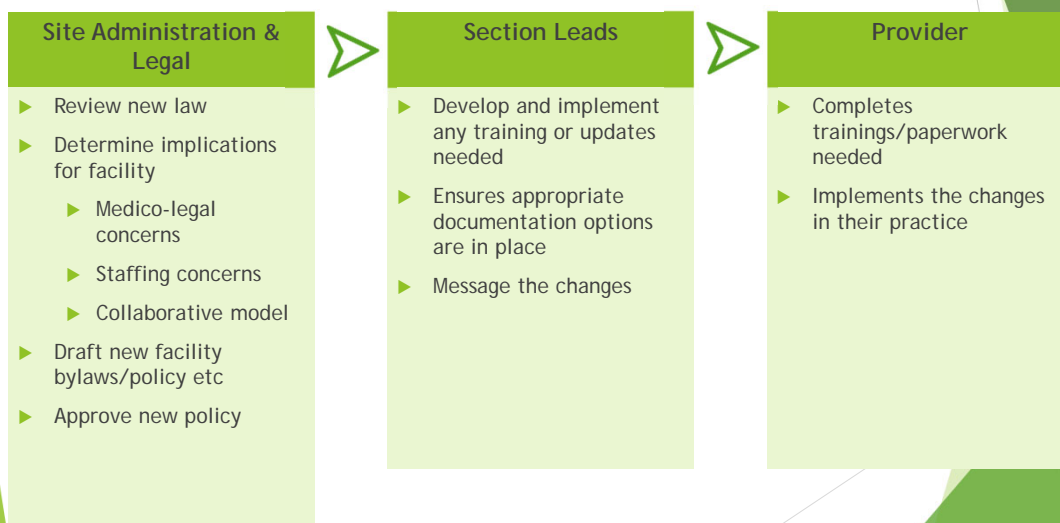 Site Administration &
Legal
Review new law
Determine implications
for facility
Medico-legal
concerns
Staffing concerns
Collaborative model
Draft new facility
bylaws/policy etc
Approve new policy
Section Leads
Develop and implement
any training or updates
needed
Ensures appropriate
documentation options
are in place
Message the changes
Provider
Completes
trainings/paperwork
needed
Implements the changes
in their practice